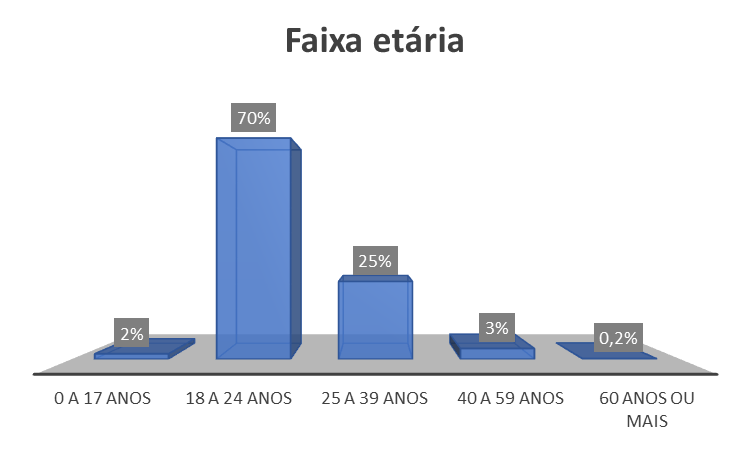 Faixa etária
70%
25%
2%
3%
0,2%
0 A 17 ANOS
18 A 24 ANOS
25 A 39 ANOS
40 A 59 ANOS
60 ANOS OU
MAIS